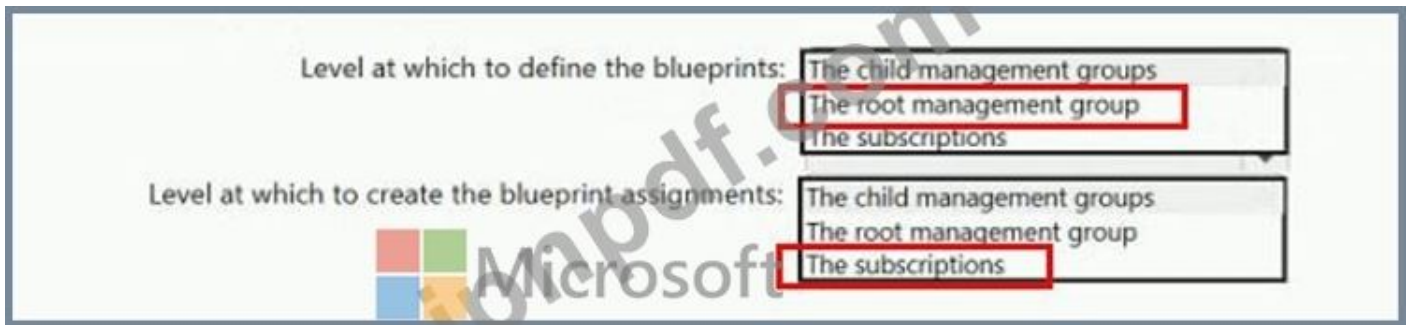 Level at which to define the blueprints:
The child management groups
The root management group
The subscriptions
Level at which to create the blueprint assignments:
The child management groups
The root management group
The subscriptions
Microsoft